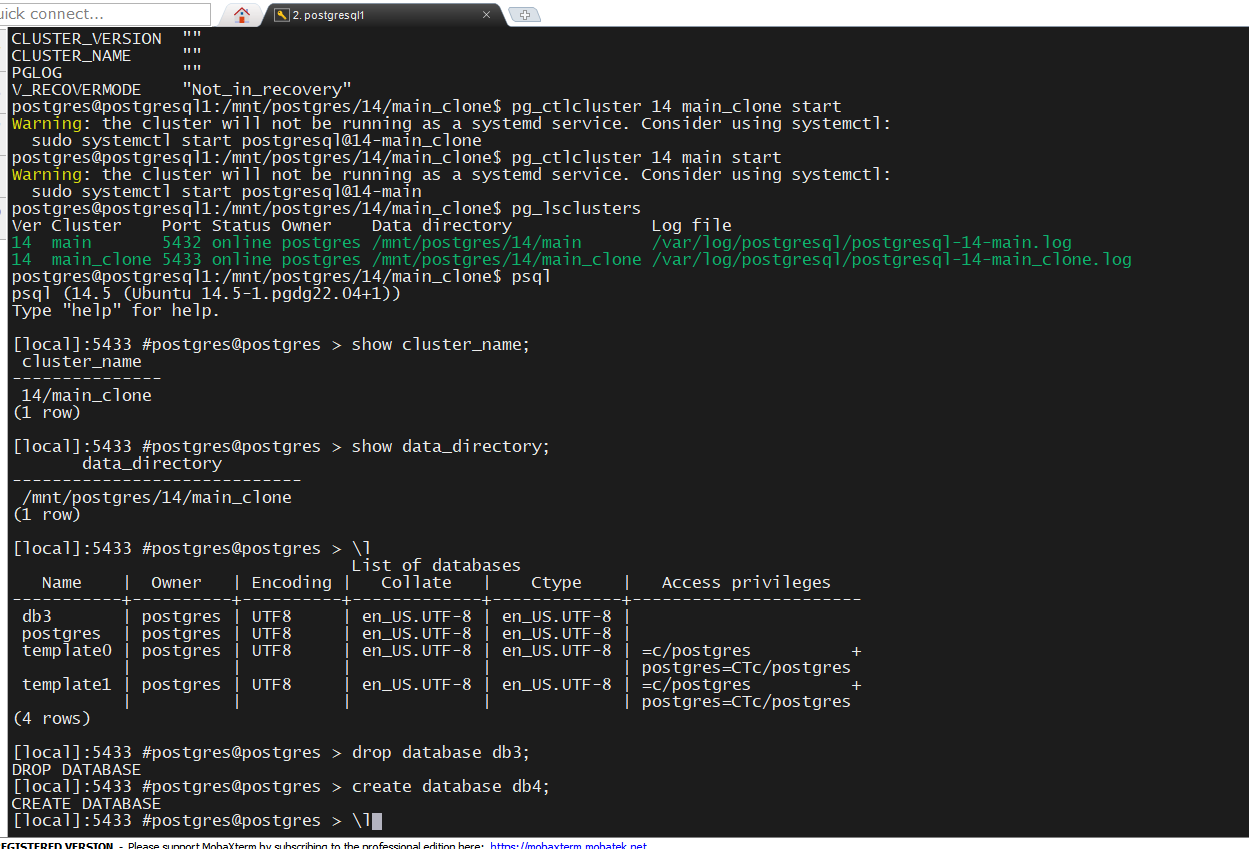 uick connect...
2. postgresql1
CLUSTER_VERSION  ""
CLUSTER_NAME     ""
PGLOG            ""
V_RECOVERMODE    "Not_in_recovery"
postgres@postgresql1:/mnt/postgres/14/main_clone$ pg_ctlcluster 14 main_clone start
Warning: the cluster will not be running as a systemd service. Consider using systemctl:
  sudo systemctl start postgresql@14-main_clone
postgres@postgresql1:/mnt/postgres/14/main_clone$ pg_ctlcluster 14 main start
Warning: the cluster will not be running as a systemd service. Consider using systemctl:
  sudo systemctl start postgresql@14-main
postgres@postgresql1:/mnt/postgres/14/main_clone$ pg_lsclusters
Ver Cluster    Port Status Owner    Data directory              Log file
14  main       5432 online postgres /mnt/postgres/14/main       /var/log/postgresql/postgresql-14-main.log
14  main_clone 5433 online postgres /mnt/postgres/14/main_clone /var/log/postgresql/postgresql-14-main_clone.log
postgres@postgresql1:/mnt/postgres/14/main_clone$ psql
psql (14.5 (Ubuntu 14.5-1.pgdg22.04+1))
Type "help" for help.
[local]:5433 #postgres@postgres > show cluster_name;
 cluster_name
---------------
 14/main_clone
(1 row)
[local]:5433 #postgres@postgres > show data_directory;
       data_directory
-----------------------------
 /mnt/postgres/14/main_clone
(1 row)
[local]:5433 #postgres@postgres > \l
                                  List of databases
   Name    |  Owner   | Encoding |   Collate   |    Ctype    |   Access privileges
-----------+----------+----------+-------------+-------------+-----------------------
 db3       | postgres | UTF8     | en_US.UTF-8 | en_US.UTF-8 |
 postgres  | postgres | UTF8     | en_US.UTF-8 | en_US.UTF-8 |
 template0 | postgres | UTF8     | en_US.UTF-8 | en_US.UTF-8 | =c/postgres          +
           |          |          |             |             | postgres=CTc/postgres
 template1 | postgres | UTF8     | en_US.UTF-8 | en_US.UTF-8 | =c/postgres          +
           |          |          |             |             | postgres=CTc/postgres
(4 rows)
[local]:5433 #postgres@postgres > drop database db3;
DROP DATABASE
[local]:5433 #postgres@postgres > create database db4;
CREATE DATABASE
[local]:5433 #postgres@postgres > \l
EGISTERED VERSION - Please support MobaXterm by subscribing to the professional edition here: https://mobaxterm.mobatek.net